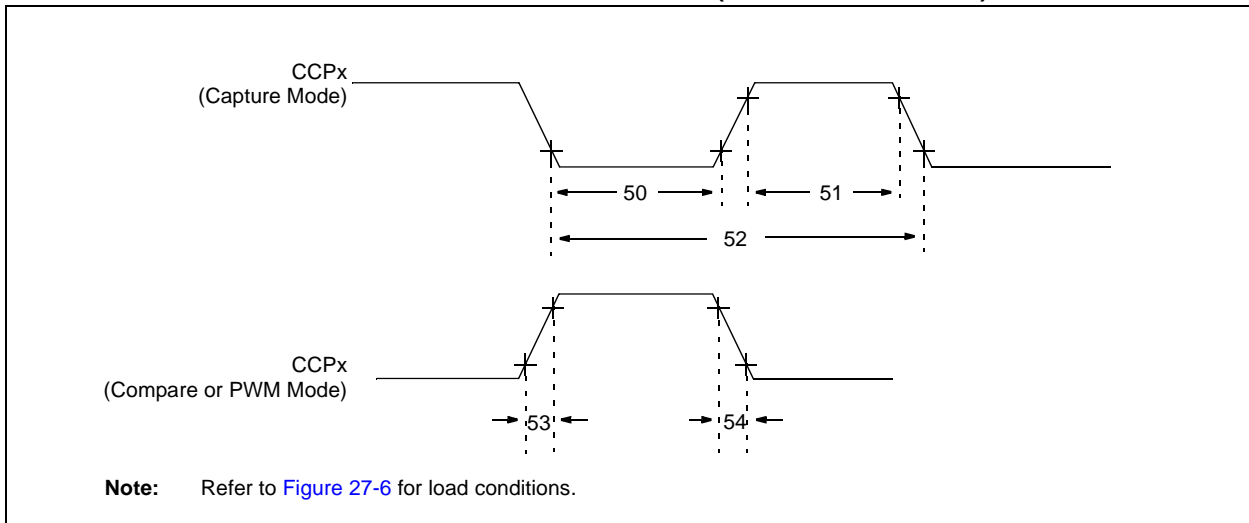 CCPx
(Capture Mode)
50
51
52
CCPx
(Compare or PWM Mode)
53
54
Note: Refer to Figure 27-6 for load conditions.